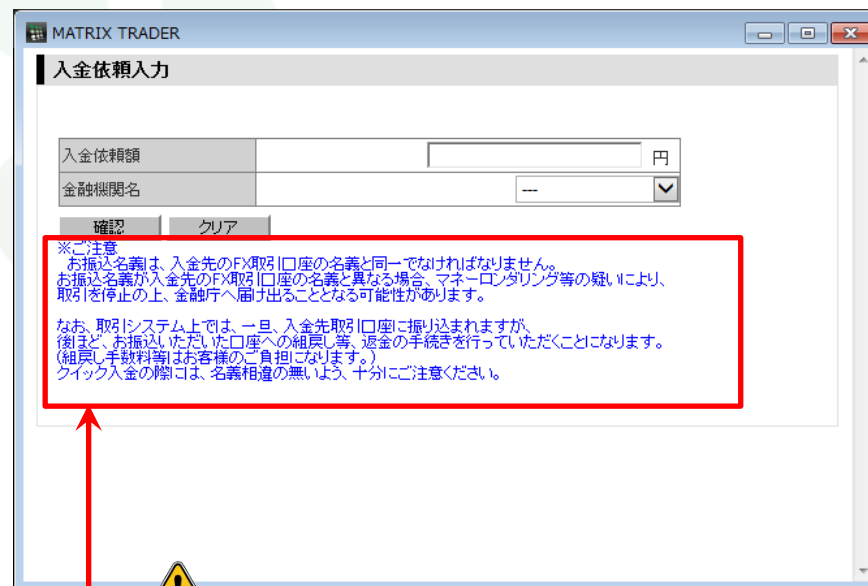 MATRIX TRADER
入金依頼入力
入金依頼額
円
金融機関名
---
確認
クリア
※ご注意
お振込名義は、入金先のFX取引口座の名義と同一でなければなりません。
お振込名義が入金先のFX取引口座の名義と異なる場合、マネーロンダリング等の疑いにより、
取引を停止の上、金融庁へ届け出ることとなる可能性があります。
なお、取引システム上では、一旦、入金先取引口座に振り込まれますが、
後ほど、お振込いただいた口座への組戻し等、返金の手続きを行っていただくことになります。
(組戻し手数料等はお客様のご負担になります。)
クイック入金の際には、名義相違の無いよう、十分にご注意ください。